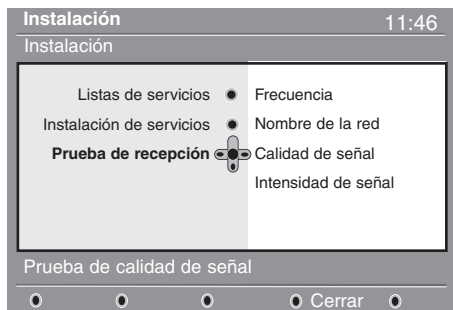 Instalación 11:46
Instalación
Listas de servicios Frecuencia
Instalación de servicios Nombre de la red
Prueba de recepción Calidad de señal
Intensidad de señal
Prueba de calidad de señal
Cerrar